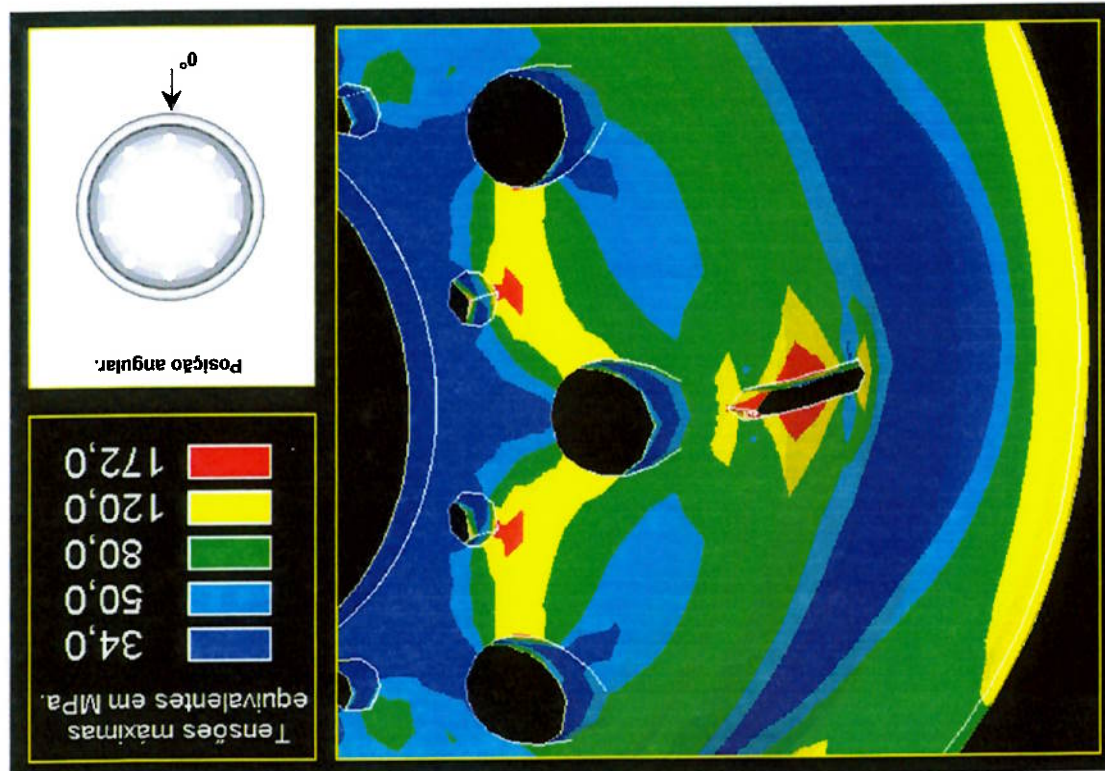 Tensões máximas
equivalentes em MPa.
34,0
50,0
80,0
120,0
172,0
Posição angular.
0°